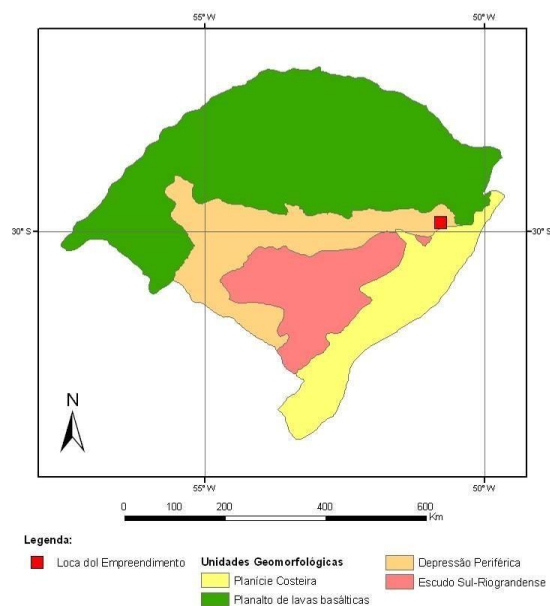 55° W
50° W
30° S
30° S
N
55° W
50° W
0 100 200 400 600
Km
Legenda:
Loca dol Empreendimento
Unidades Geomorfológicas
Planície Costeira
Planalto de lavas basálticas
Depressão Periférica
Escudo Sul-Riograndense